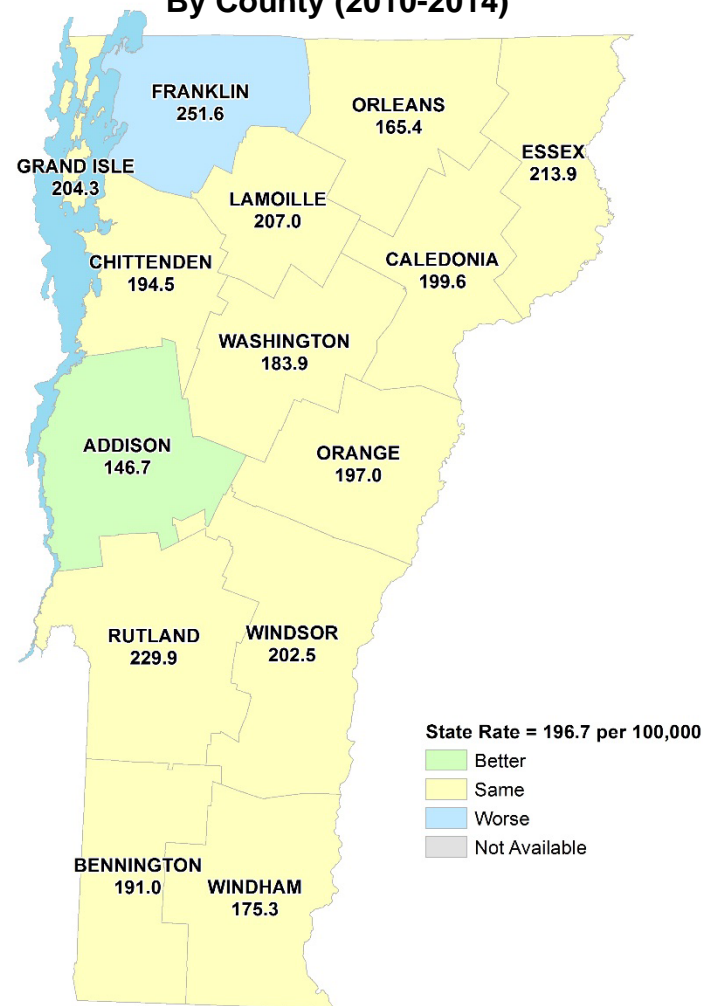 By County (2010-2014)
FRANKLIN
251.6
ORLEANS
165.4
ESSEX
213.9
GRAND ISLE
204.3
LAMOILLE
207.0
CHITTENDEN
194.5
CALEDONIA
199.6
WASHINGTON
183.9
ADDISON
146.7
ORANGE
197.0
RUTLAND
229.9
WINDSOR
202.5
State Rate = 196.7 per 100,000
Better
Same
Worse
Not Available
BENNINGTON
191.0
WINDHAM
175.3